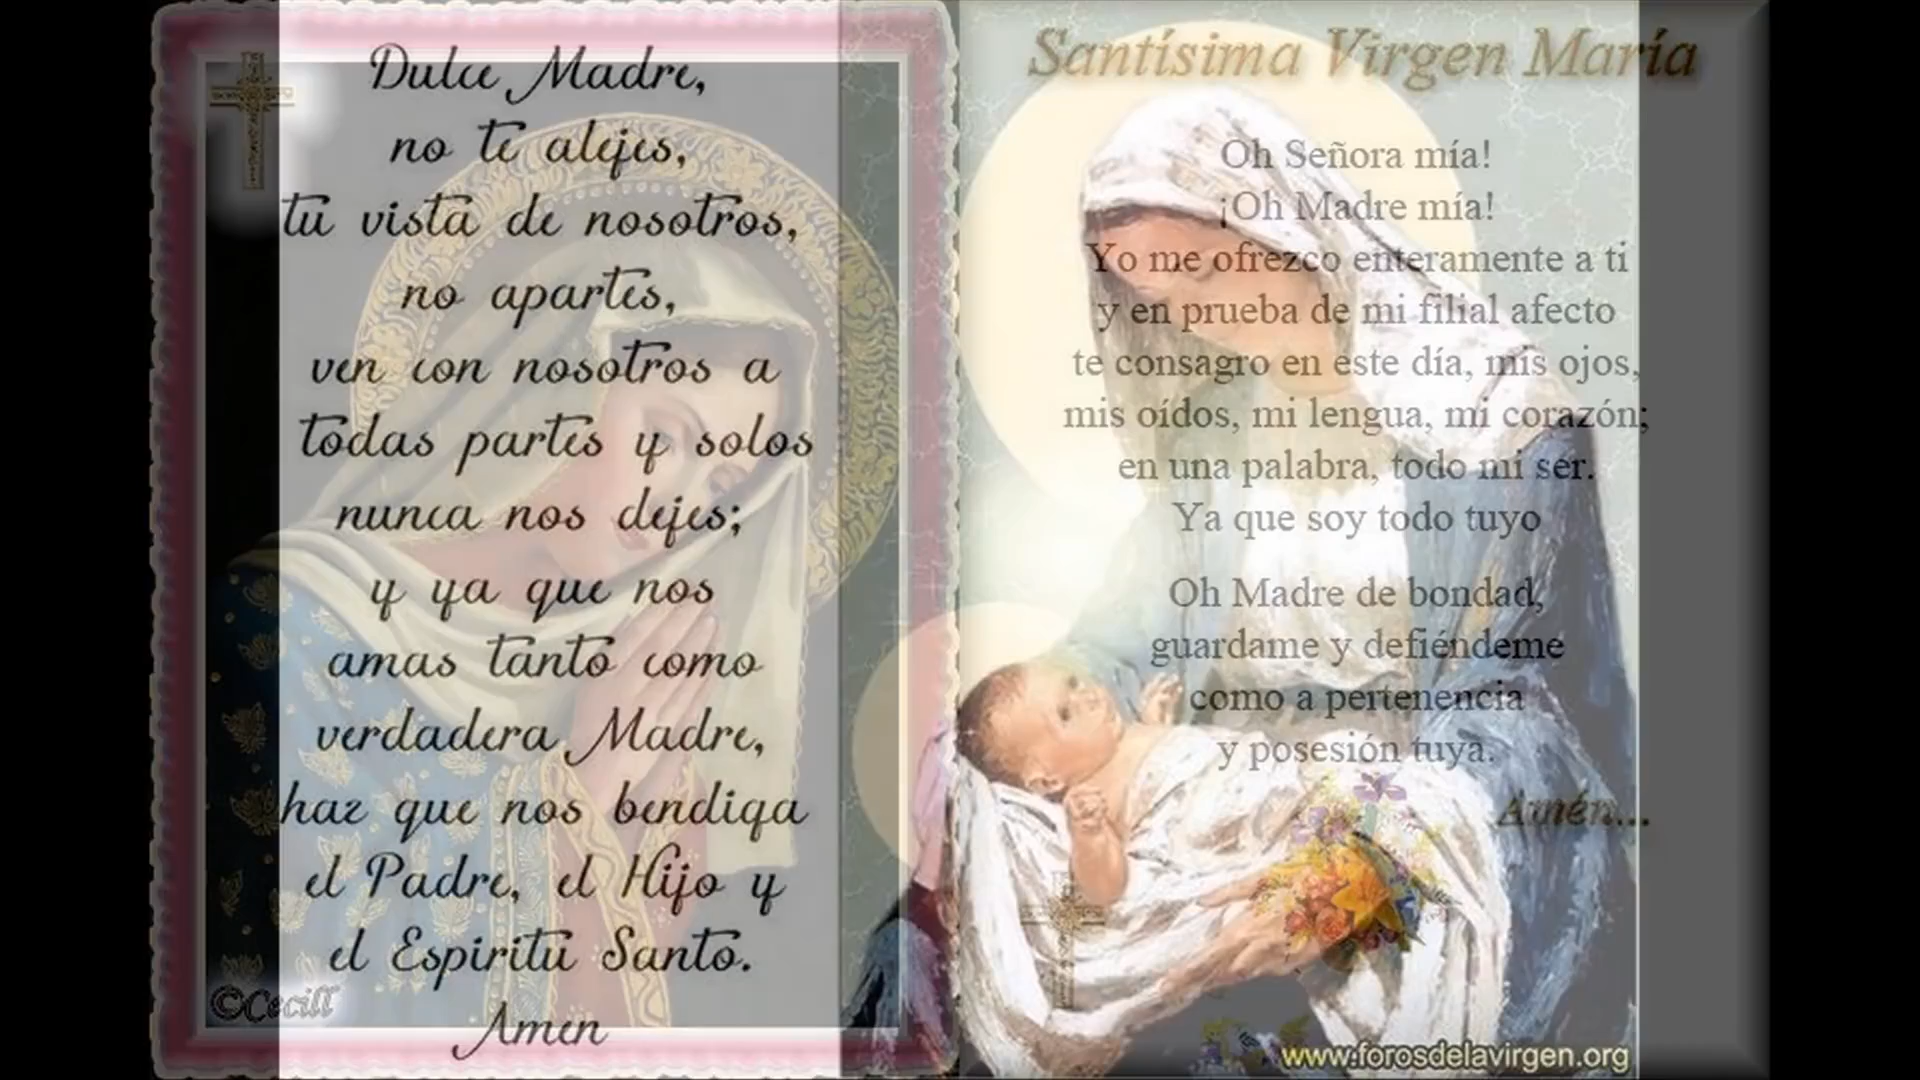 Dulce Madre,
no te alejes,
tu vista de nosotros,
no apartes,
ven con nosotros a
todas partes y solos
nunca nos dejes;
y ya que nos
amas tanto como
verdadera Madre,
haz que nos bendiga
el Padre, el Hijo y
el Espiritu Santo.
Amen
©Cecill
Santísima Virgen María
Oh Señora mía!
¡Oh Madre mía!
Yo me ofrezco enteramente a ti
y en prueba de mi filial afecto
te consagro en este día, mis ojos,
mis oídos, mi lengua, mi corazón;
en una palabra, todo mi ser.
Ya que soy todo tuyo
Oh Madre de bondad,
guardame y defiéndeme
como a pertenencia
y posesión tuya.
Amén...
www.forosdelavirgen.org